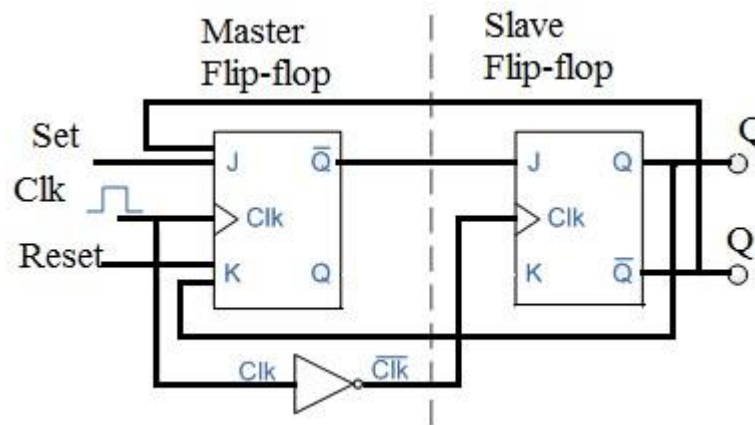 Master
Flip-flop
Slave
Flip-flop
Set
Clk
Reset
J
Q̅
Clk
K
Q
J
Q
Clk
K
Q̅
Q
Q
Clk
C̅l̅k̅